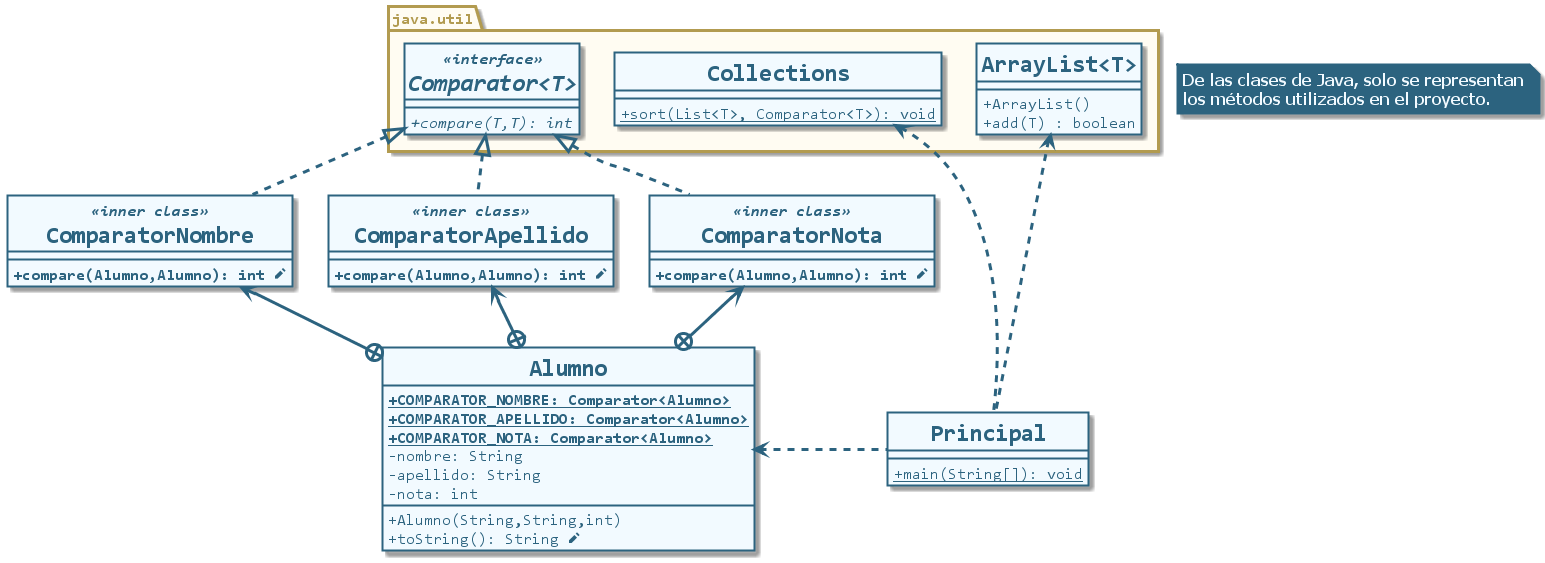 java.util
«interface»
Comparator<T>
+compare(T,T): int
Collections
+sort(List<T>, Comparator<T>): void
ArrayList<T>
+ArrayList()
+add(T) : boolean
De las clases de Java, solo se representan
los métodos utilizados en el proyecto.
«inner class»
ComparatorNombre
+compare(Alumno,Alumno): int
«inner class»
ComparatorApellido
+compare(Alumno,Alumno): int
«inner class»
ComparatorNota
+compare(Alumno,Alumno): int
Alumno
+COMPARATOR_NOMBRE: Comparator<Alumno>
+COMPARATOR_APELLIDO: Comparator<Alumno>
+COMPARATOR_NOTA: Comparator<Alumno>
-nombre: String
-apellido: String
-nota: int
+Alumno(String,String,int)
+toString(): String
Principal
+main(String[]): void